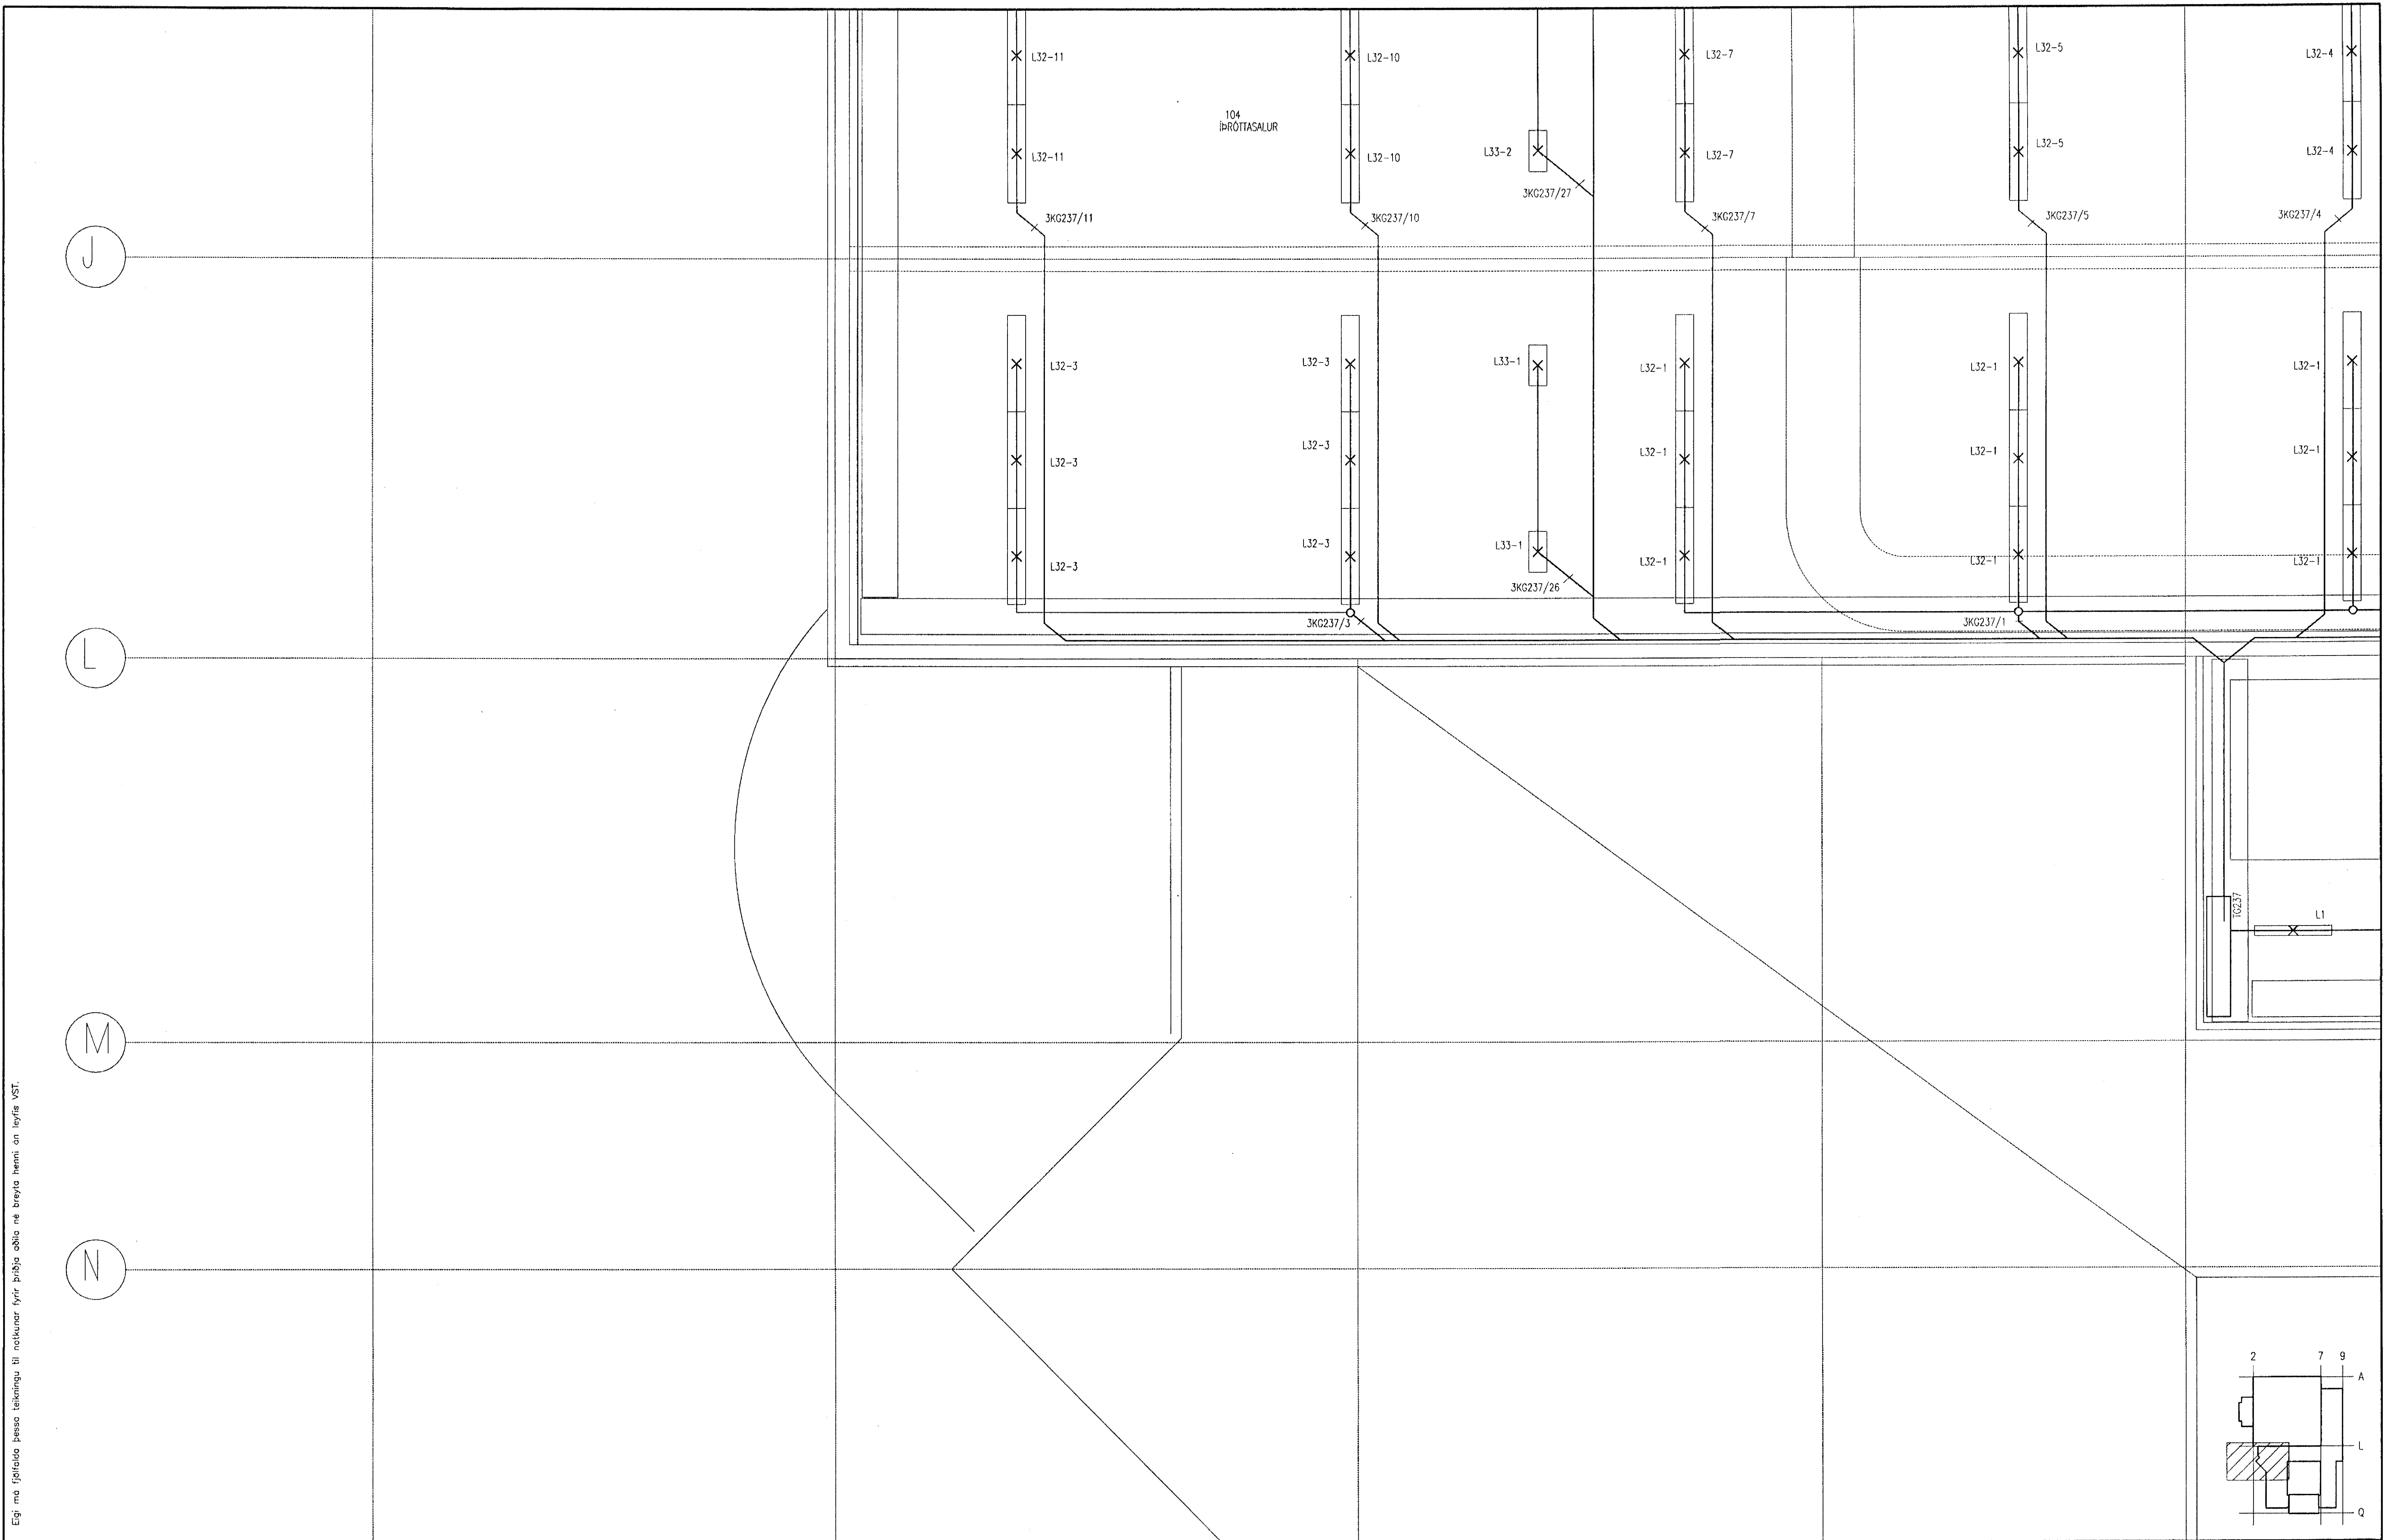 L32-11
L32-10
L32-7
L32-5
L32-4
104
ÍÞRÓTTASALUR
L32-11
L32-10
L33-2
L32-7
L32-5
L32-4
3KG237/27
3KG237/11
3KG237/10
3KG237/7
3KG237/5
3KG237/4
J
L32-3
L32-3
L33-1
L32-1
L32-1
L32-1
L32-3
L32-3
L32-1
L32-1
L32-1
L32-3
L32-3
L33-1
L32-1
L32-1
L32-1
3KG237/26
3KG237/3
3KG237/1
L
TG237
L1
M
N
2 7 9
A
L
Q
Eigi má fjölfalda þessa teikningu til notkunar fyrir þriðja aðila né breyta henni án leyfis VST.